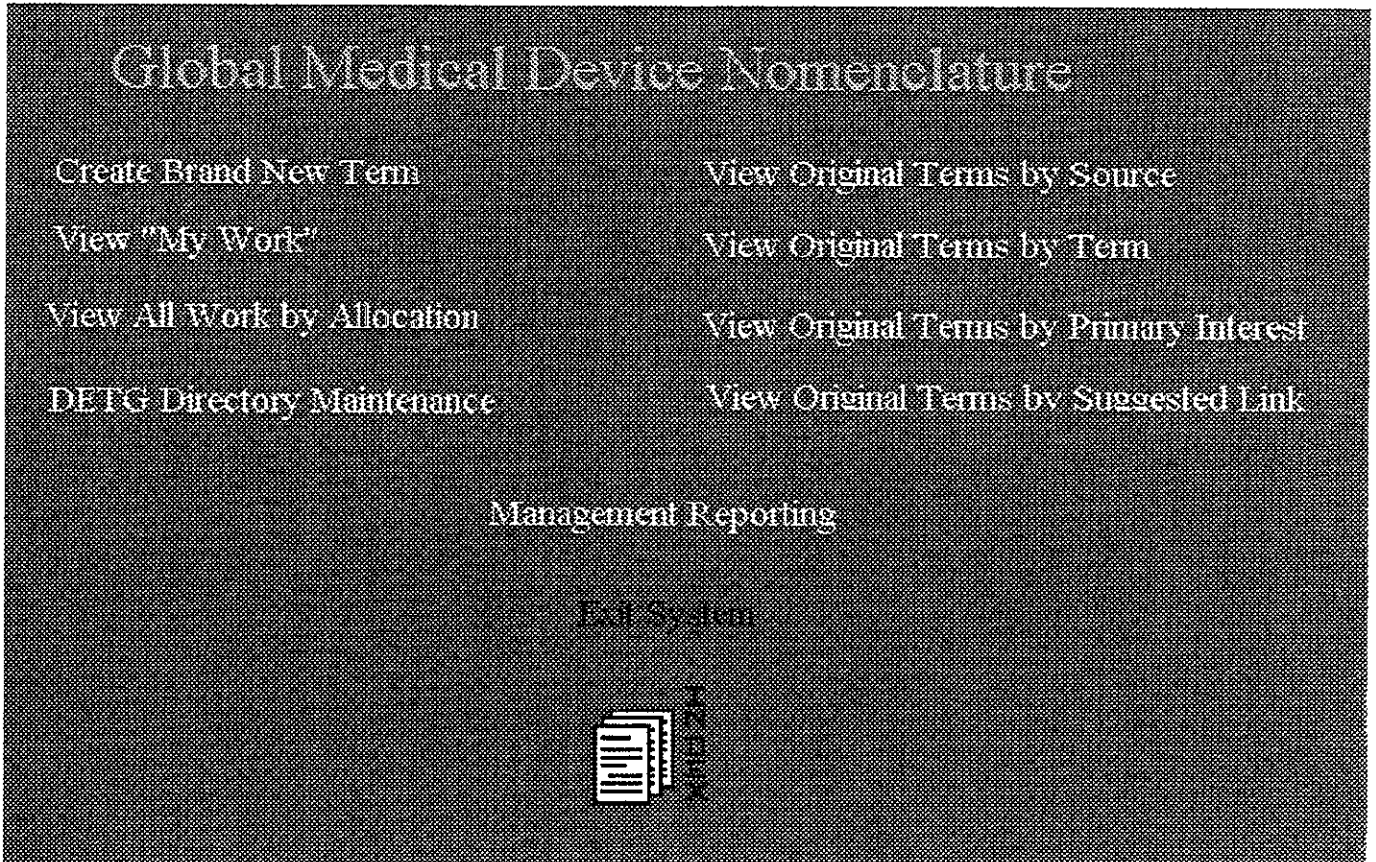 Global Medical Device Nomenclature
Create Brand New Term
View "My Work"
View All Work by Allocation
DETG Directory Maintenance
View Original Terms by Source
View Original Terms by Term
View Original Terms by Primary Interest
View Original Terms by Suggested Link
Management Reporting
Exit System